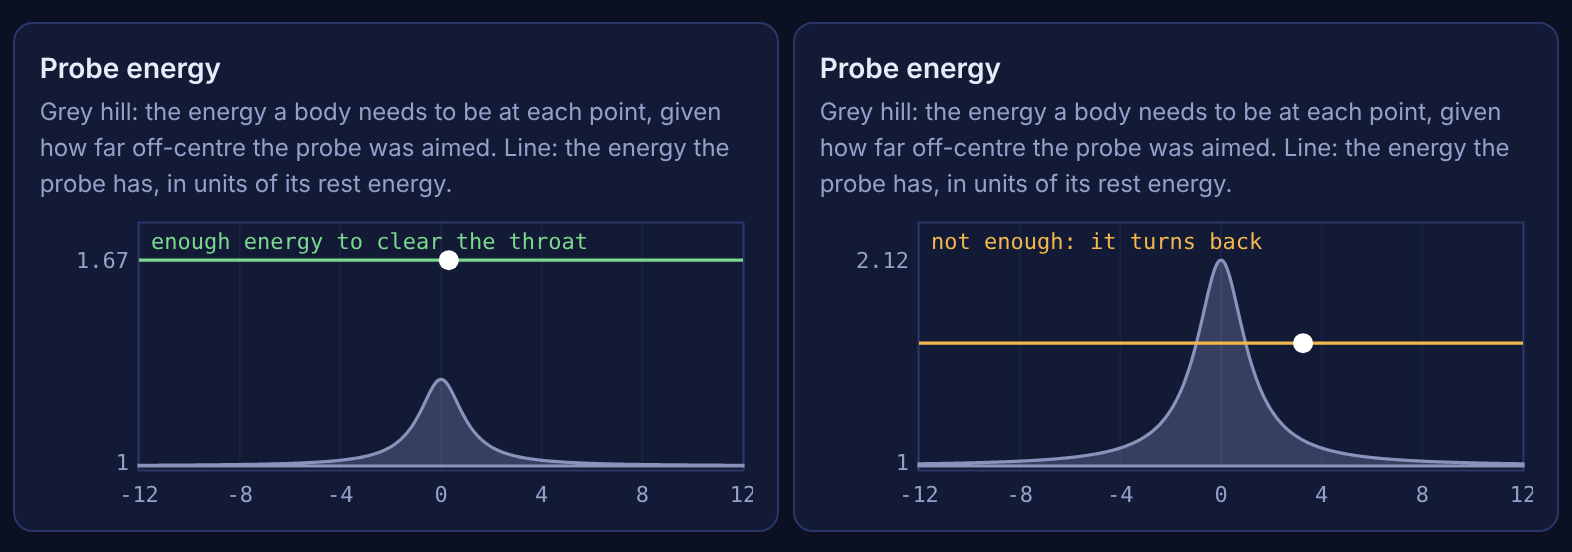 Probe energy
Grey hill: the energy a body needs to be at each point, given
how far off-centre the probe was aimed. Line: the energy the
probe has, in units of its rest energy.
enough energy to clear the throat
1.67
1
-12 -8 -4 0 4 8 12
Probe energy
Grey hill: the energy a body needs to be at each point, given
how far off-centre the probe was aimed. Line: the energy the
probe has, in units of its rest energy.
not enough: it turns back
2.12
1
-12 -8 -4 0 4 8 12